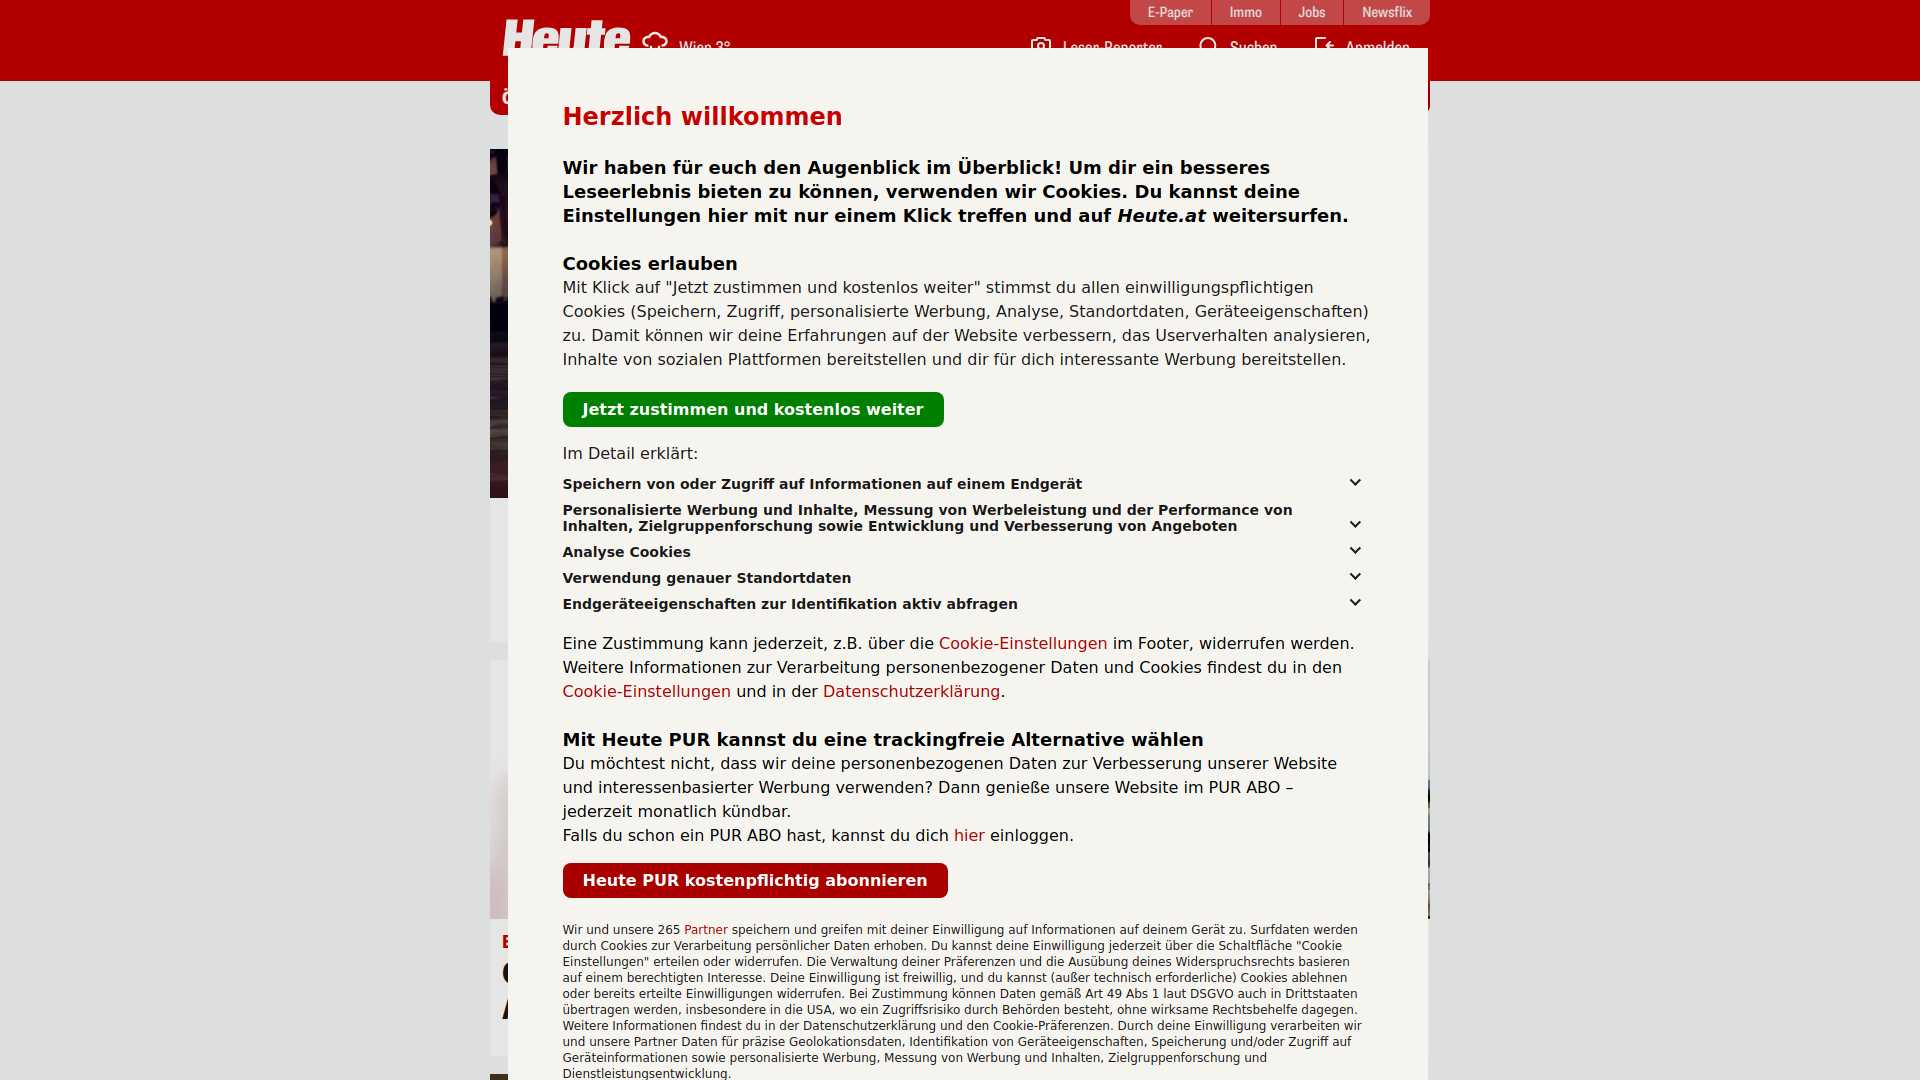 E-Paper
Immo
Jobs
Newsflix
Heute
Wien 3°
Leser-Reporter
Suchen
Anmelden
Herzlich willkommen
Wir haben für euch den Augenblick im Überblick! Um dir ein besseres
Leseerlebnis bieten zu können, verwenden wir Cookies. Du kannst deine
Einstellungen hier mit nur einem Klick treffen und auf Heute.at weitersurfen.
Cookies erlauben
Mit Klick auf "Jetzt zustimmen und kostenlos weiter" stimmst du allen einwilligungspflichtigen
Cookies (Speichern, Zugriff, personalisierte Werbung, Analyse, Standortdaten, Geräteeigenschaften)
zu. Damit können wir deine Erfahrungen auf der Website verbessern, das Userverhalten analysieren,
Inhalte von sozialen Plattformen bereitstellen und dir für dich interessante Werbung bereitstellen.
Jetzt zustimmen und kostenlos weiter
Im Detail erklärt:
Speichern von oder Zugriff auf Informationen auf einem Endgerät
Personalisierte Werbung und Inhalte, Messung von Werbeleistung und der Performance von
Inhalten, Zielgruppenforschung sowie Entwicklung und Verbesserung von Angeboten
Analyse Cookies
Verwendung genauer Standortdaten
Endgeräteeigenschaften zur Identifikation aktiv abfragen
Eine Zustimmung kann jederzeit, z.B. über die Cookie-Einstellungen im Footer, widerrufen werden.
Weitere Informationen zur Verarbeitung personenbezogener Daten und Cookies findest du in den
Cookie-Einstellungen und in der Datenschutzerklärung.
Mit Heute PUR kannst du eine trackingfreie Alternative wählen
Du möchtest nicht, dass wir deine personenbezogenen Daten zur Verbesserung unserer Website
und interessenbasierter Werbung verwenden? Dann genieße unsere Website im PUR ABO –
jederzeit monatlich kündbar.
Falls du schon ein PUR ABO hast, kannst du dich hier einloggen.
Heute PUR kostenpflichtig abonnieren
Wir und unsere 265 Partner speichern und greifen mit deiner Einwilligung auf Informationen auf deinem Gerät zu. Surfdaten werden
durch Cookies zur Verarbeitung persönlicher Daten erhoben. Du kannst deine Einwilligung jederzeit über die Schaltfläche "Cookie
Einstellungen" erteilen oder widerrufen. Die Verwaltung deiner Präferenzen und die Ausübung deines Widerspruchsrechts basieren
auf einem berechtigten Interesse. Deine Einwilligung ist freiwillig, und du kannst (außer technisch erforderliche) Cookies ablehnen
oder bereits erteilte Einwilligungen widerrufen. Bei Zustimmung können Daten gemäß Art 49 Abs 1 laut DSGVO auch in Drittstaaten
übertragen werden, insbesondere in die USA, wo ein Zugriffsrisiko durch Behörden besteht, ohne wirksame Rechtsbehelfe dagegen.
Weitere Informationen findest du in der Datenschutzerklärung und den Cookie-Präferenzen. Durch deine Einwilligung verarbeiten wir
und unsere Partner Daten für präzise Geolokationsdaten, Identifikation von Geräteeigenschaften, Speicherung und/oder Zugriff auf
Geräteinformationen sowie personalisierte Werbung, Messung von Werbung und Inhalten, Zielgruppenforschung und
Dienstleistungsentwicklung.